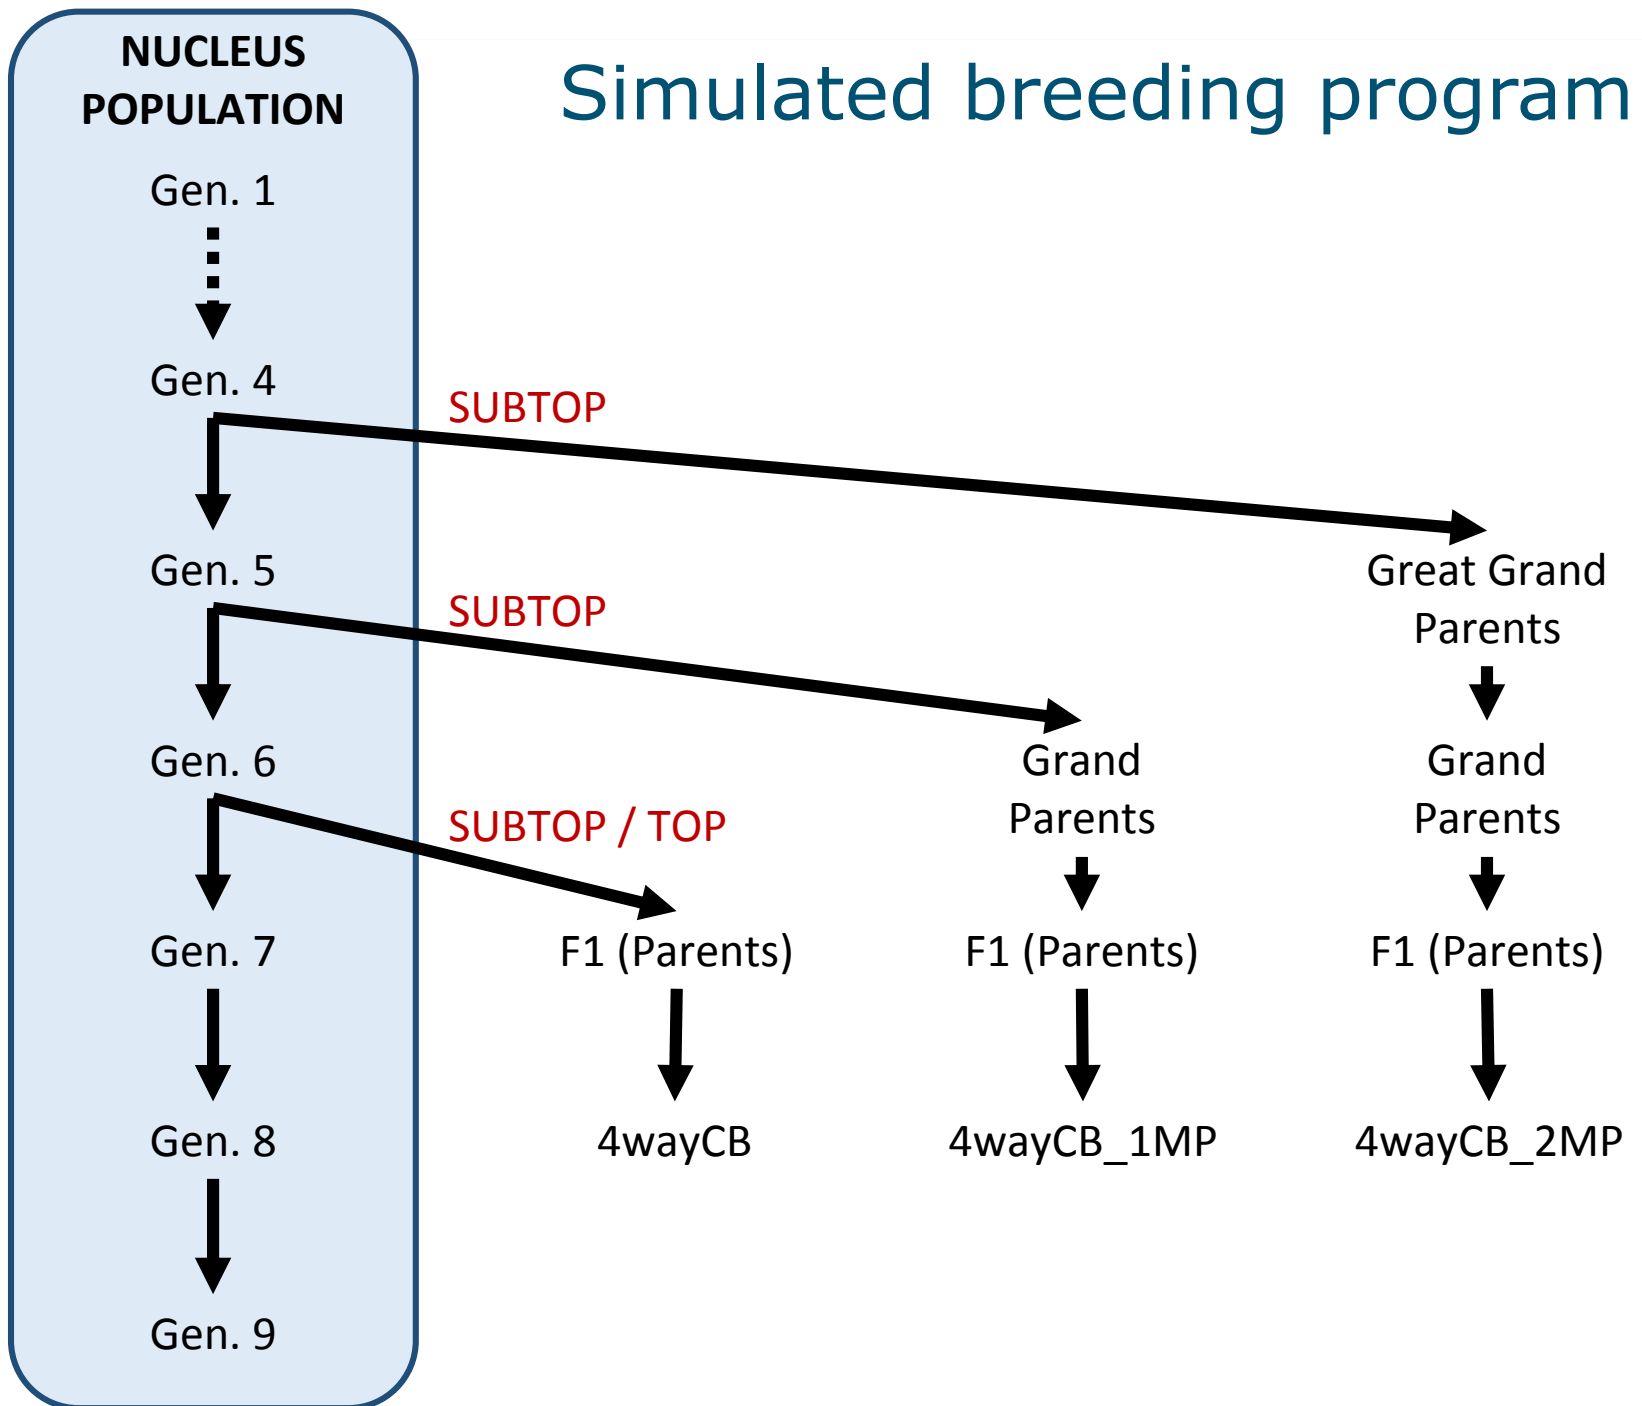 NUCLEUS
POPULATION
Simulated breeding program
Gen. 1
Gen. 4
SUBTOP
Gen. 5
Great Grand
Parents
SUBTOP
Gen. 6
Grand
Parents
Grand
Parents
SUBTOP / TOP
Gen. 7
F1 (Parents)
F1 (Parents)
F1 (Parents)
Gen. 8
4wayCB
4wayCB_1MP
4wayCB_2MP
Gen. 9